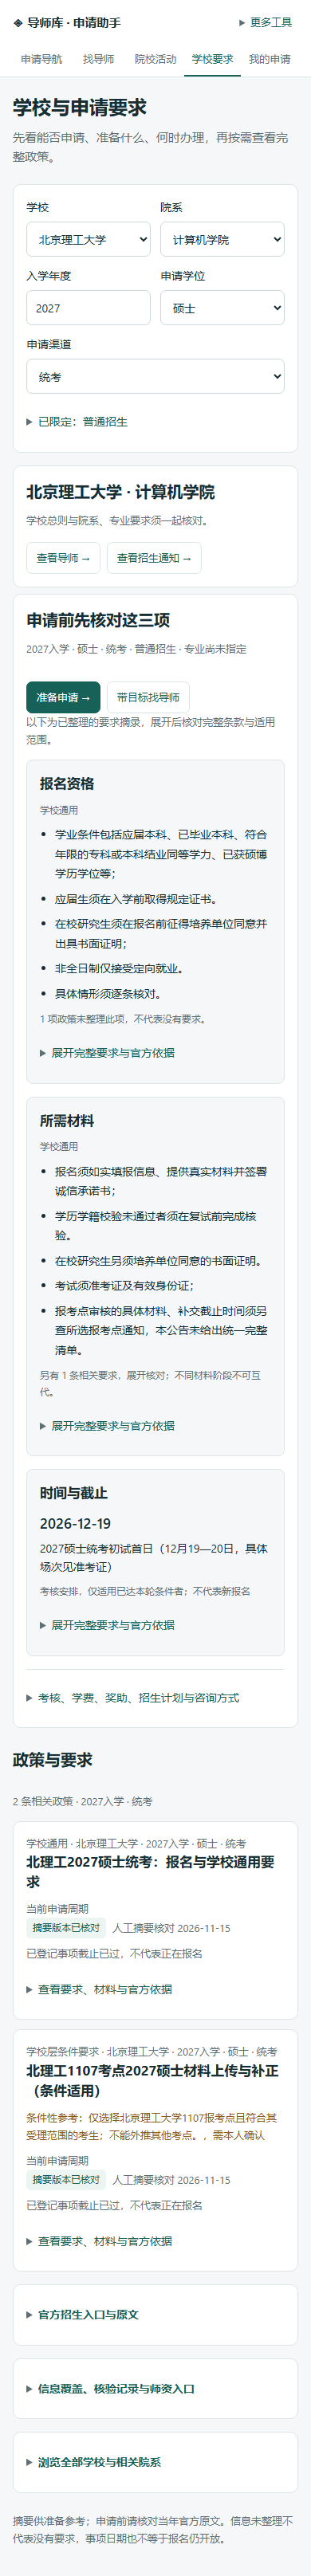 ◈ 导师库 · 申请助手
▶ 更多工具
申请导航 找导师 院校活动 学校要求 我的申请
学校与申请要求
先看能否申请、准备什么、何时办理，再按需查看完
整政策。
学校 院系
北京理工大学 计算机学院
入学年度 申请学位
2027 硕士
申请渠道
统考
▶ 已限定：普通招生
北京理工大学 · 计算机学院
学校总则与院系、专业要求须一起核对。
查看导师 → 查看招生通知 →
申请前先核对这三项
2027入学 · 硕士 · 统考 · 普通招生 · 专业尚未指定
准备申请 → 带目标找导师
以下为已整理的要求摘录，展开后核对完整条款与适用
范围。
报名资格
学校通用
• 学业条件包括应届本科、已毕业本科、符合
年限的专科或本科结业同等学力、已获硕博
学历学位等；
• 应届生须在入学前取得规定证书。
• 在校研究生须在报名前征得培养单位同意并
出具书面证明；
• 非全日制仅接受定向就业。
• 具体情形须逐条核对。
1 项政策未整理此项，不代表没有要求。
▶ 展开完整要求与官方依据
所需材料
学校通用
• 报名须如实填报信息、提供真实材料并签署
诚信承诺书；
• 学历学籍校验未通过者须在复试前完成核
验。
• 在校研究生另须培养单位同意的书面证明。
• 考试须准考证及有效身份证；
• 报考点审核的具体材料、补交截止时间须另
查所选报考点通知，本公告未给出统一完整
清单。
另有 1 条相关要求，展开核对；不同材料阶段不可互
代。
▶ 展开完整要求与官方依据
时间与截止
2026-12-19
2027硕士统考初试首日（12月19—20日，具体
场次见准考证）
考核安排，仅适用已达本轮条件者；不代表新报名
▶ 展开完整要求与官方依据
▶ 考核、学费、奖助、招生计划与咨询方式
政策与要求
2 条相关政策 · 2027入学 · 统考
学校通用 · 北京理工大学 · 2027入学 · 硕士 · 统考
北理工2027硕士统考：报名与学校通用要
求
当前申请周期
摘要版本已核对 人工摘要核对 2026-11-15
已登记事项截止已过，不代表正在报名
▶ 查看要求、材料与官方依据
学校层条件要求 · 北京理工大学 · 2027入学 · 硕士 · 统考
北理工1107考点2027硕士材料上传与补正
（条件适用）
条件性参考：仅选择北京理工大学1107报考点且符合其
受理范围的考生；不能外推其他考点。，需本人确认
当前申请周期
摘要版本已核对 人工摘要核对 2026-11-15
已登记事项截止已过，不代表正在报名
▶ 查看要求、材料与官方依据
▶ 官方招生入口与原文
▶ 信息覆盖、核验记录与师资入口
▶ 浏览全部学校与相关院系
摘要供准备参考；申请前请核对当年官方原文。信息未整理不
代表没有要求，事项日期也不等于报名仍开放。